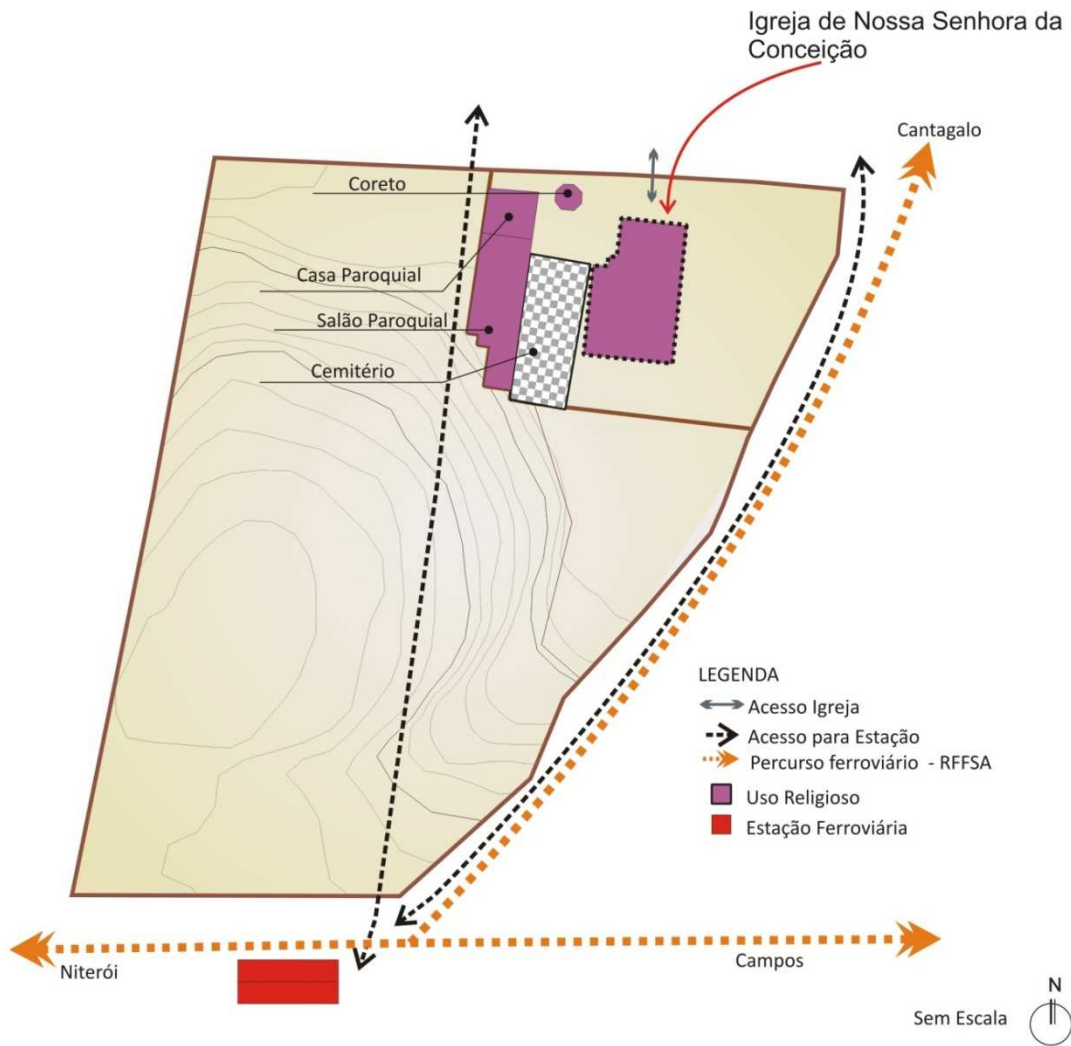 Igreja de Nossa Senhora da
Conceição
Cantagalo
Coreto
Casa Paroquial
Salão Paroquial
Cemitério
LEGENDA
Acesso Igreja
Acesso para Estação
Percurso ferroviário - RFFSA
Uso Religioso
Estação Ferroviária
Niterói
Campos
Sem Escala
N